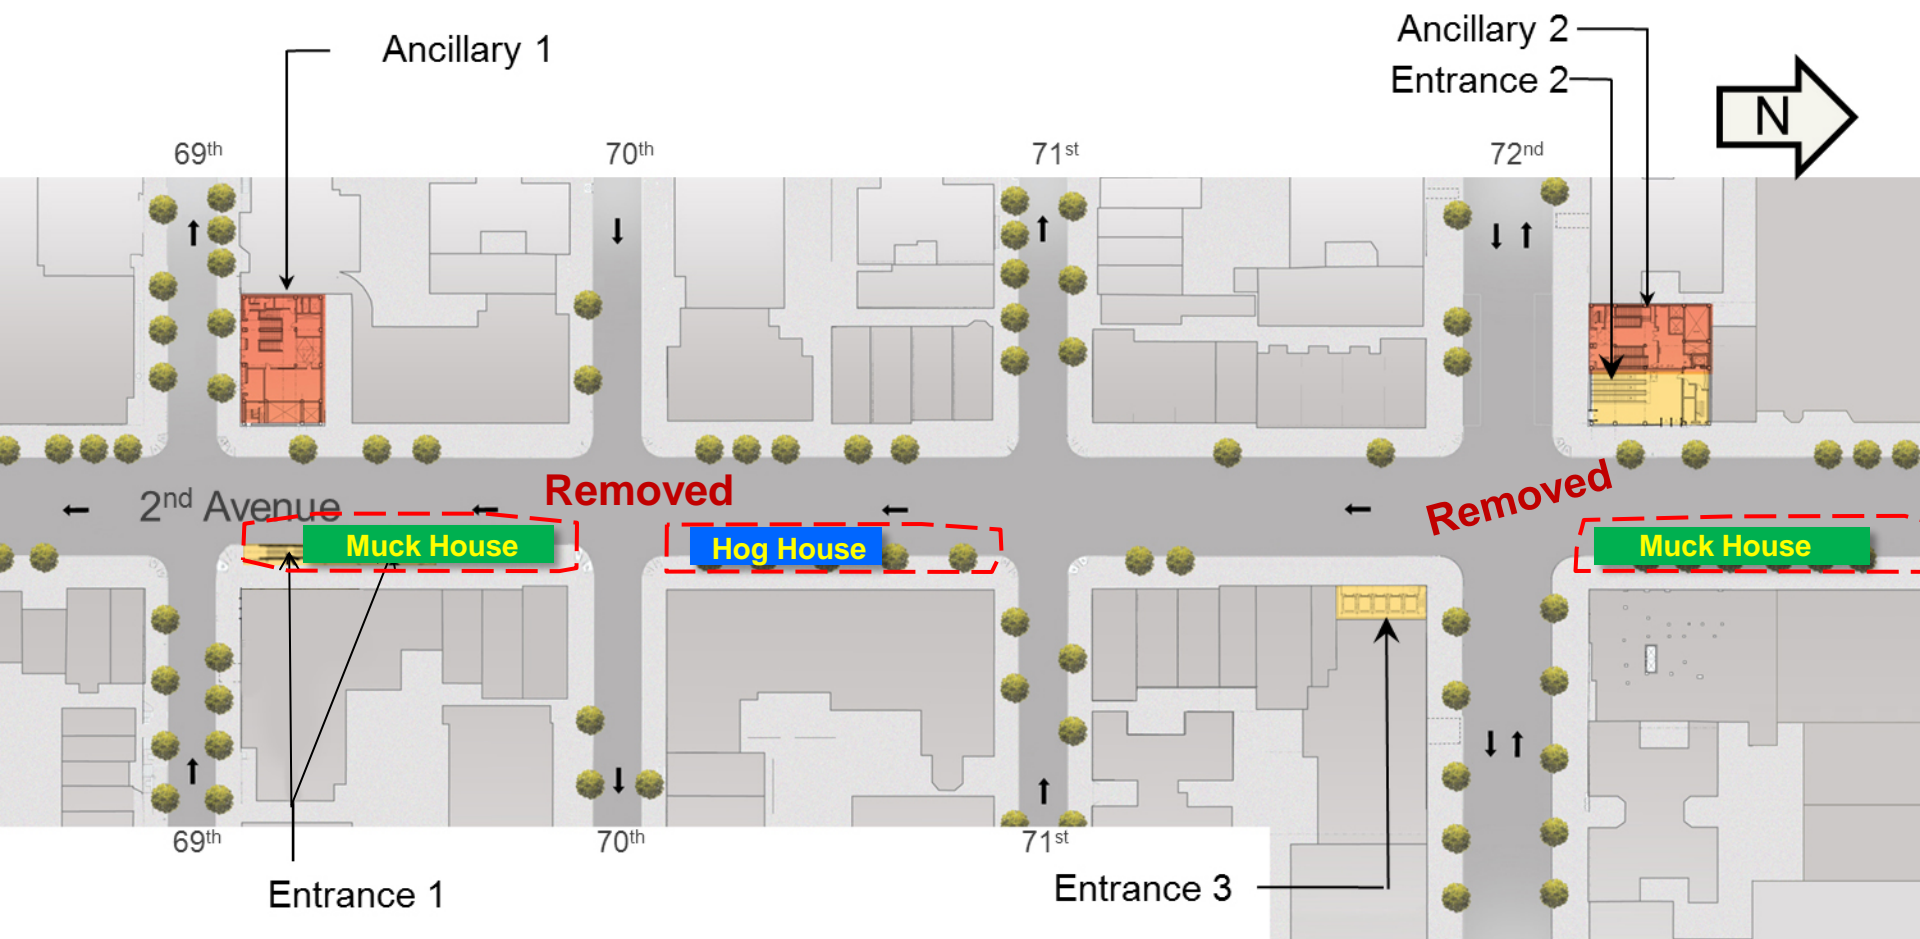 Ancillary 2
Ancillary 1
Entrance 2
N
69th
70th
71st
72nd
Removed
Removed
2nd Avenue
Muck House
Hog House
Muck House
69th
70th
71st
Entrance 1
Entrance 3